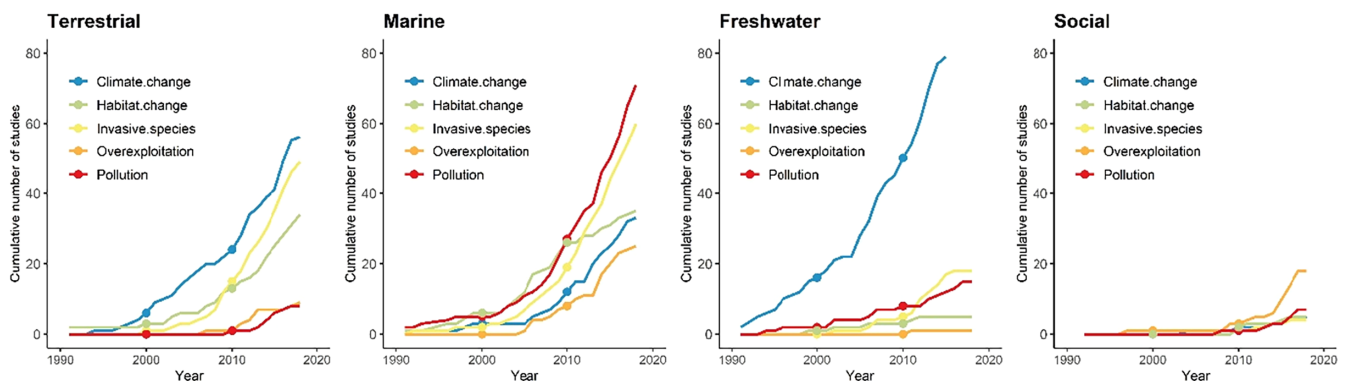 Terrestrial
Cumulative number of studies
80
60
40
20
0
Climate.change
Habitat.change
Invasive.species
Overexploitation
Pollution
1990
2000
2010
2020
Year
Marine
Cumulative number of studies
80
60
40
20
0
Climate.change
Habitat.change
Invasive.species
Overexploitation
Pollution
1990
2000
2010
2020
Year
Freshwater
Cumulative number of studies
80
60
40
20
0
Climate.change
Habitat.change
Invasive.species
Overexploitation
Pollution
1990
2000
2010
2020
Year
Social
Cumulative number of studies
80
60
40
20
0
Climate.change
Habitat.change
Invasive.species
Overexploitation
Pollution
1990
2000
2010
2020
Year